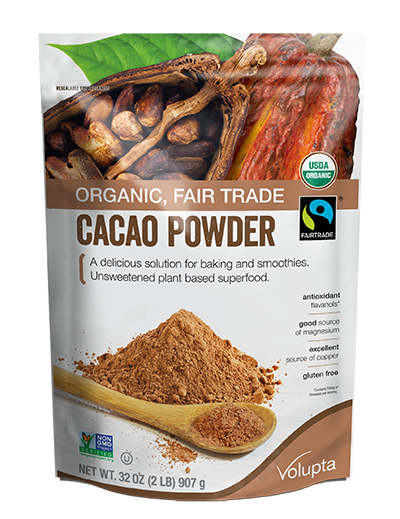 RESEALABLE
USDA
ORGANIC
ORGANIC, FAIR TRADE
CACAO POWDER
FAIRTRADE
®
A delicious solution for baking and smoothies.
Unsweetened plant based superfood.
antioxidant
flavanols*
good source
of magnesium
excellent
source of copper
gluten free
NON
GMO
Project
VERIFIED
U
NET WT. 32 OZ (2 LB) 907 g
Volupta